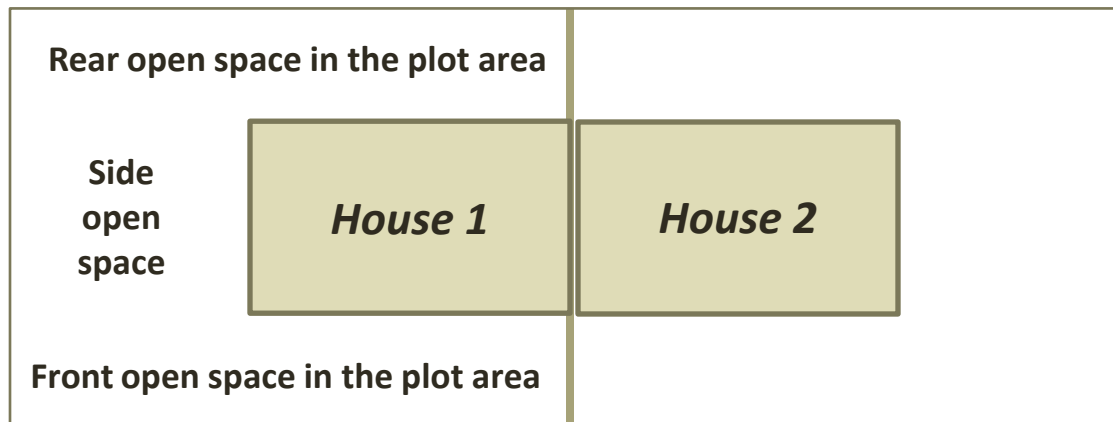 Rear open space in the plot area
Side
open
space
House 1
House 2
Front open space in the plot area